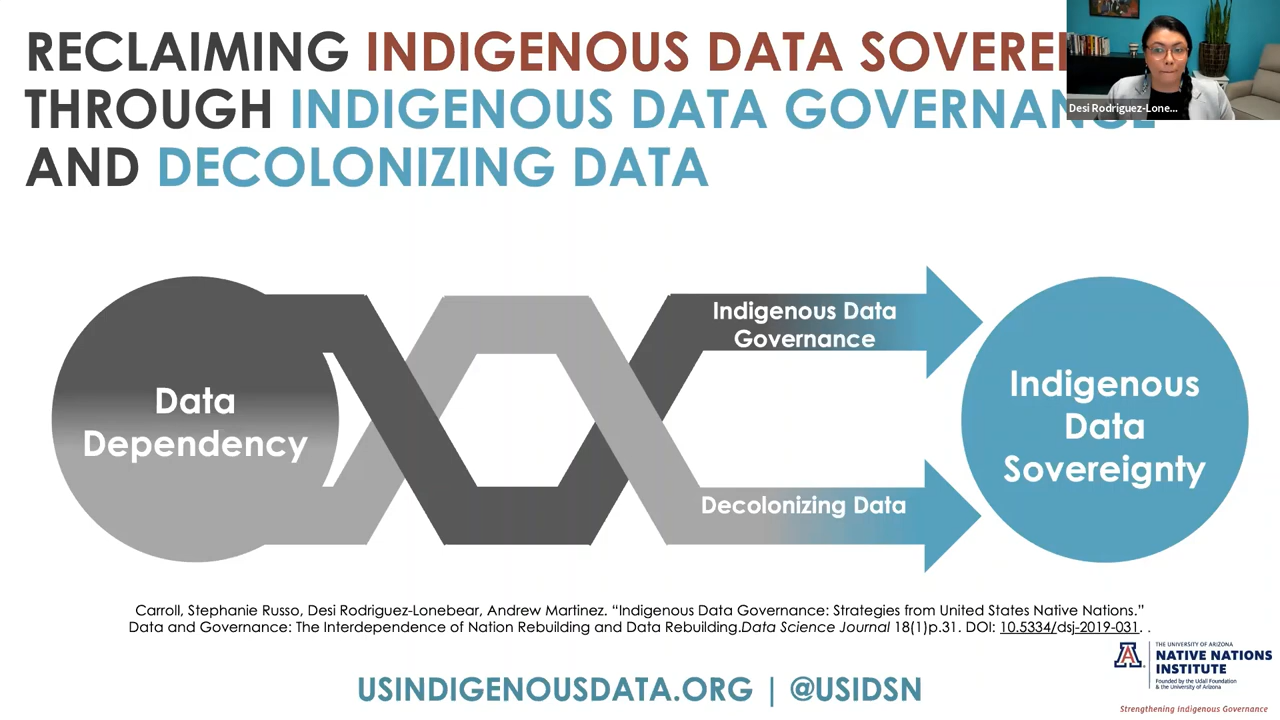 RECLAIMING INDIGENOUS DATA
THROUGH INDIGENOUS DATA GOVERNANCE
AND DECOLONIZING DATA
Desi Rodriguez-Lone...
Data
Dependency
Indigenous Data
Governance
Decolonizing Data
Indigenous
Data
Sovereignty
Carroll, Stephanie Russo, Desi Rodriguez-Lonebear, Andrew Martinez. “Indigenous Data Governance: Strategies from United States Native Nations.”
Data and Governance: The Interdependence of Nation Rebuilding and Data Rebuilding.Data Science Journal 18(1)p.31. DOI: 10.5334/dsj-2019-031. .
THE UNIVERSITY OF ARIZONA
NATIVE NATIONS
INSTITUTE
Founded by the Udall Foundation
& the University of Arizona
Strengthening Indigenous Governance
USINDIGENOUSDATA.ORG | @USIDSN